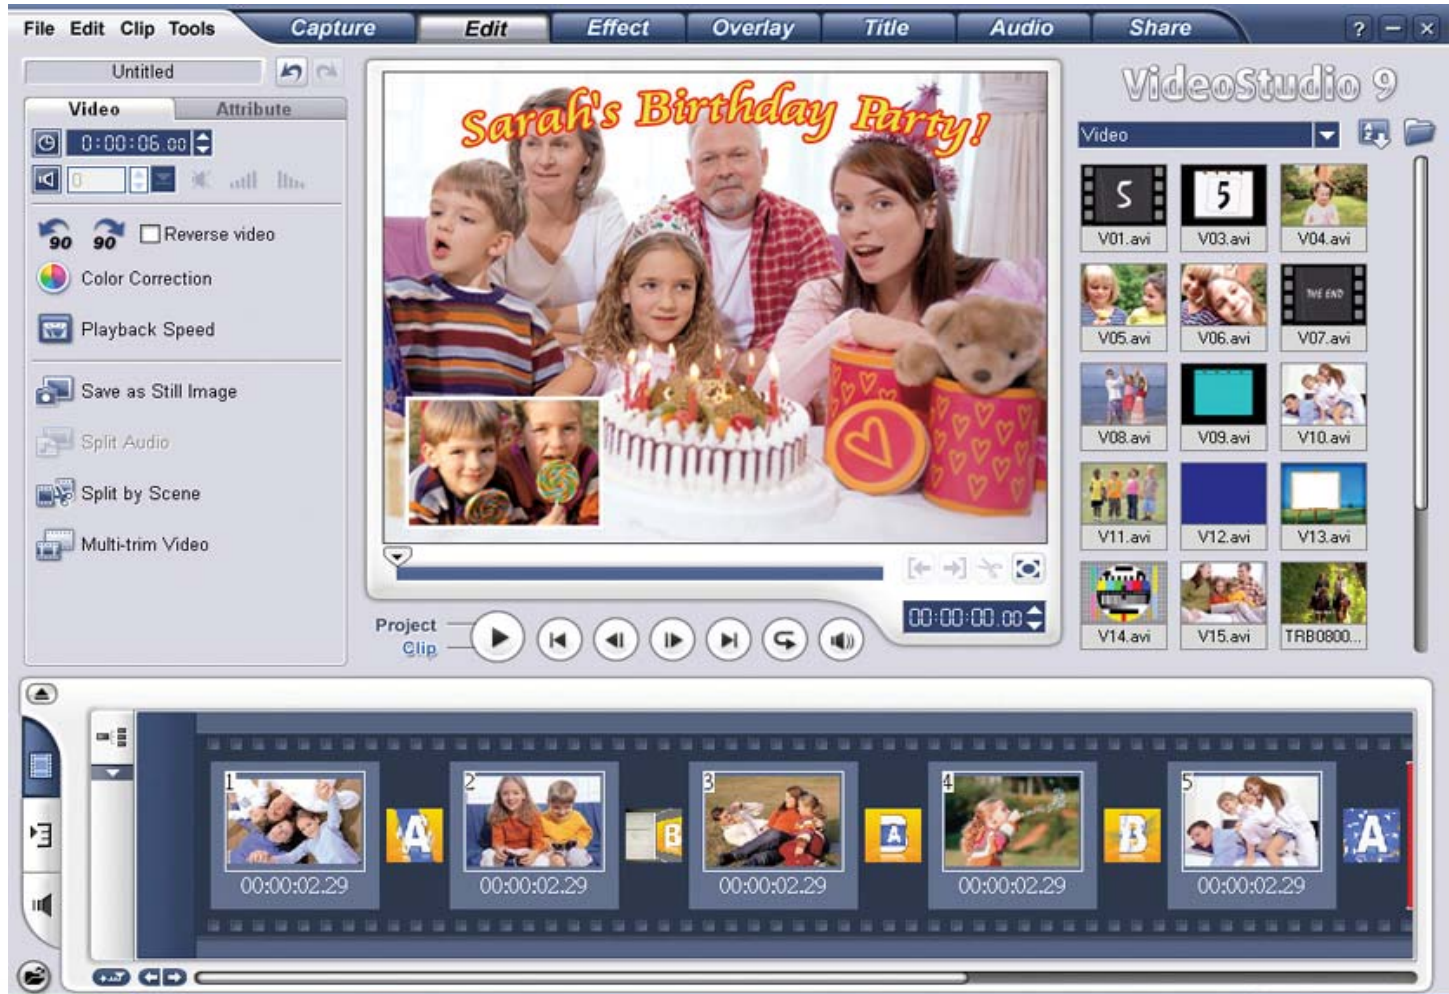 File Edit Clip Tools
Capture Edit Effect Overlay Title Audio Share
? – ×
Untitled
VideoStudio 9
Video Attribute
Video
0:00:06.00
0
90 90 Reverse video
Color Correction
Playback Speed
Save as Still Image
Split Audio
Split by Scene
Multi-trim Video
Sarah's Birthday Party!
S 5
V01.avi V03.avi V04.avi
THE END
V05.avi V06.avi V07.avi
V08.avi V09.avi V10.avi
V11.avi V12.avi V13.avi
V14.avi V15.avi TRB0800...
Project
Clip
00:00:00.00
1 2 3 4 5
A B A B A
00:00:02.29 00:00:02.29 00:00:02.29 00:00:02.29 00:00:02.29